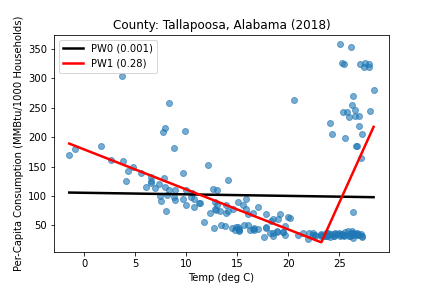 County: Tallapoosa, Alabama (2018)
PW0 (0.001)
PW1 (0.28)
Per-Capita Consumption (MMBtu/1000 Households)
350
300
250
200
150
100
50
0 5 10 15 20 25
Temp (deg C)